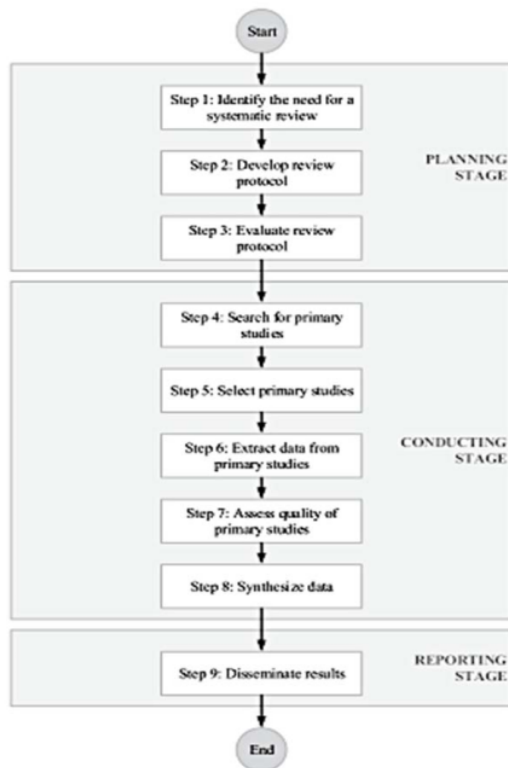 Start
Step 1: Identify the need for a
systematic review
Step 2: Develop review
protocol
PLANNING
STAGE
Step 3: Evaluate review
protocol
Step 4: Search for primary
studies
Step 5: Select primary studies
Step 6: Extract data from
primary studies
CONDUCTING
STAGE
Step 7: Assess quality of
primary studies
Step 8: Synthesize data
REPORTING
STAGE
Step 9: Disseminate results
End